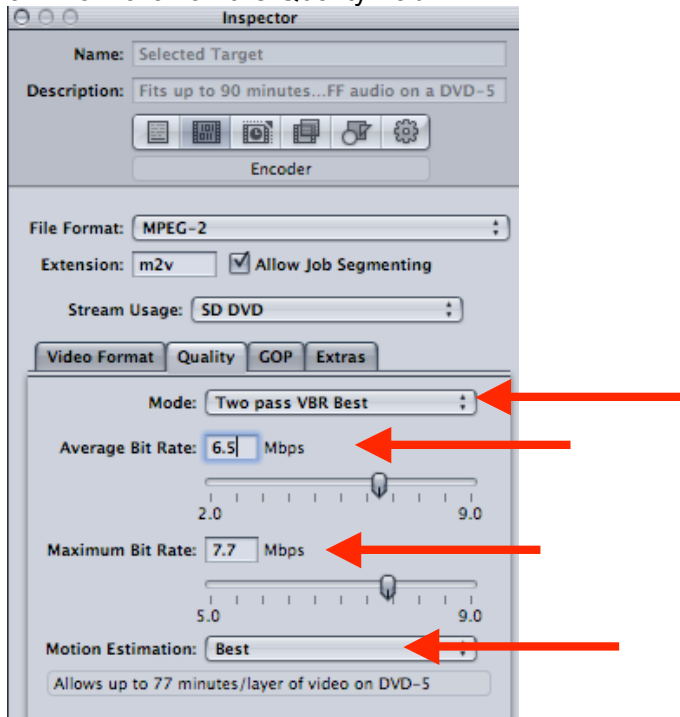 Inspector
Name: Selected Target
Description: Fits up to 90 minutes...FF audio on a DVD-5
Encoder
File Format: MPEG-2
Extension: m2v Allow Job Segmenting
Stream Usage: SD DVD
Video Format Quality GOP Extras
Mode: Two pass VBR Best
Average Bit Rate: 6.5 Mbps
2.0 9.0
Maximum Bit Rate: 7.7 Mbps
5.0 9.0
Motion Estimation: Best
Allows up to 77 minutes/layer of video on DVD-5